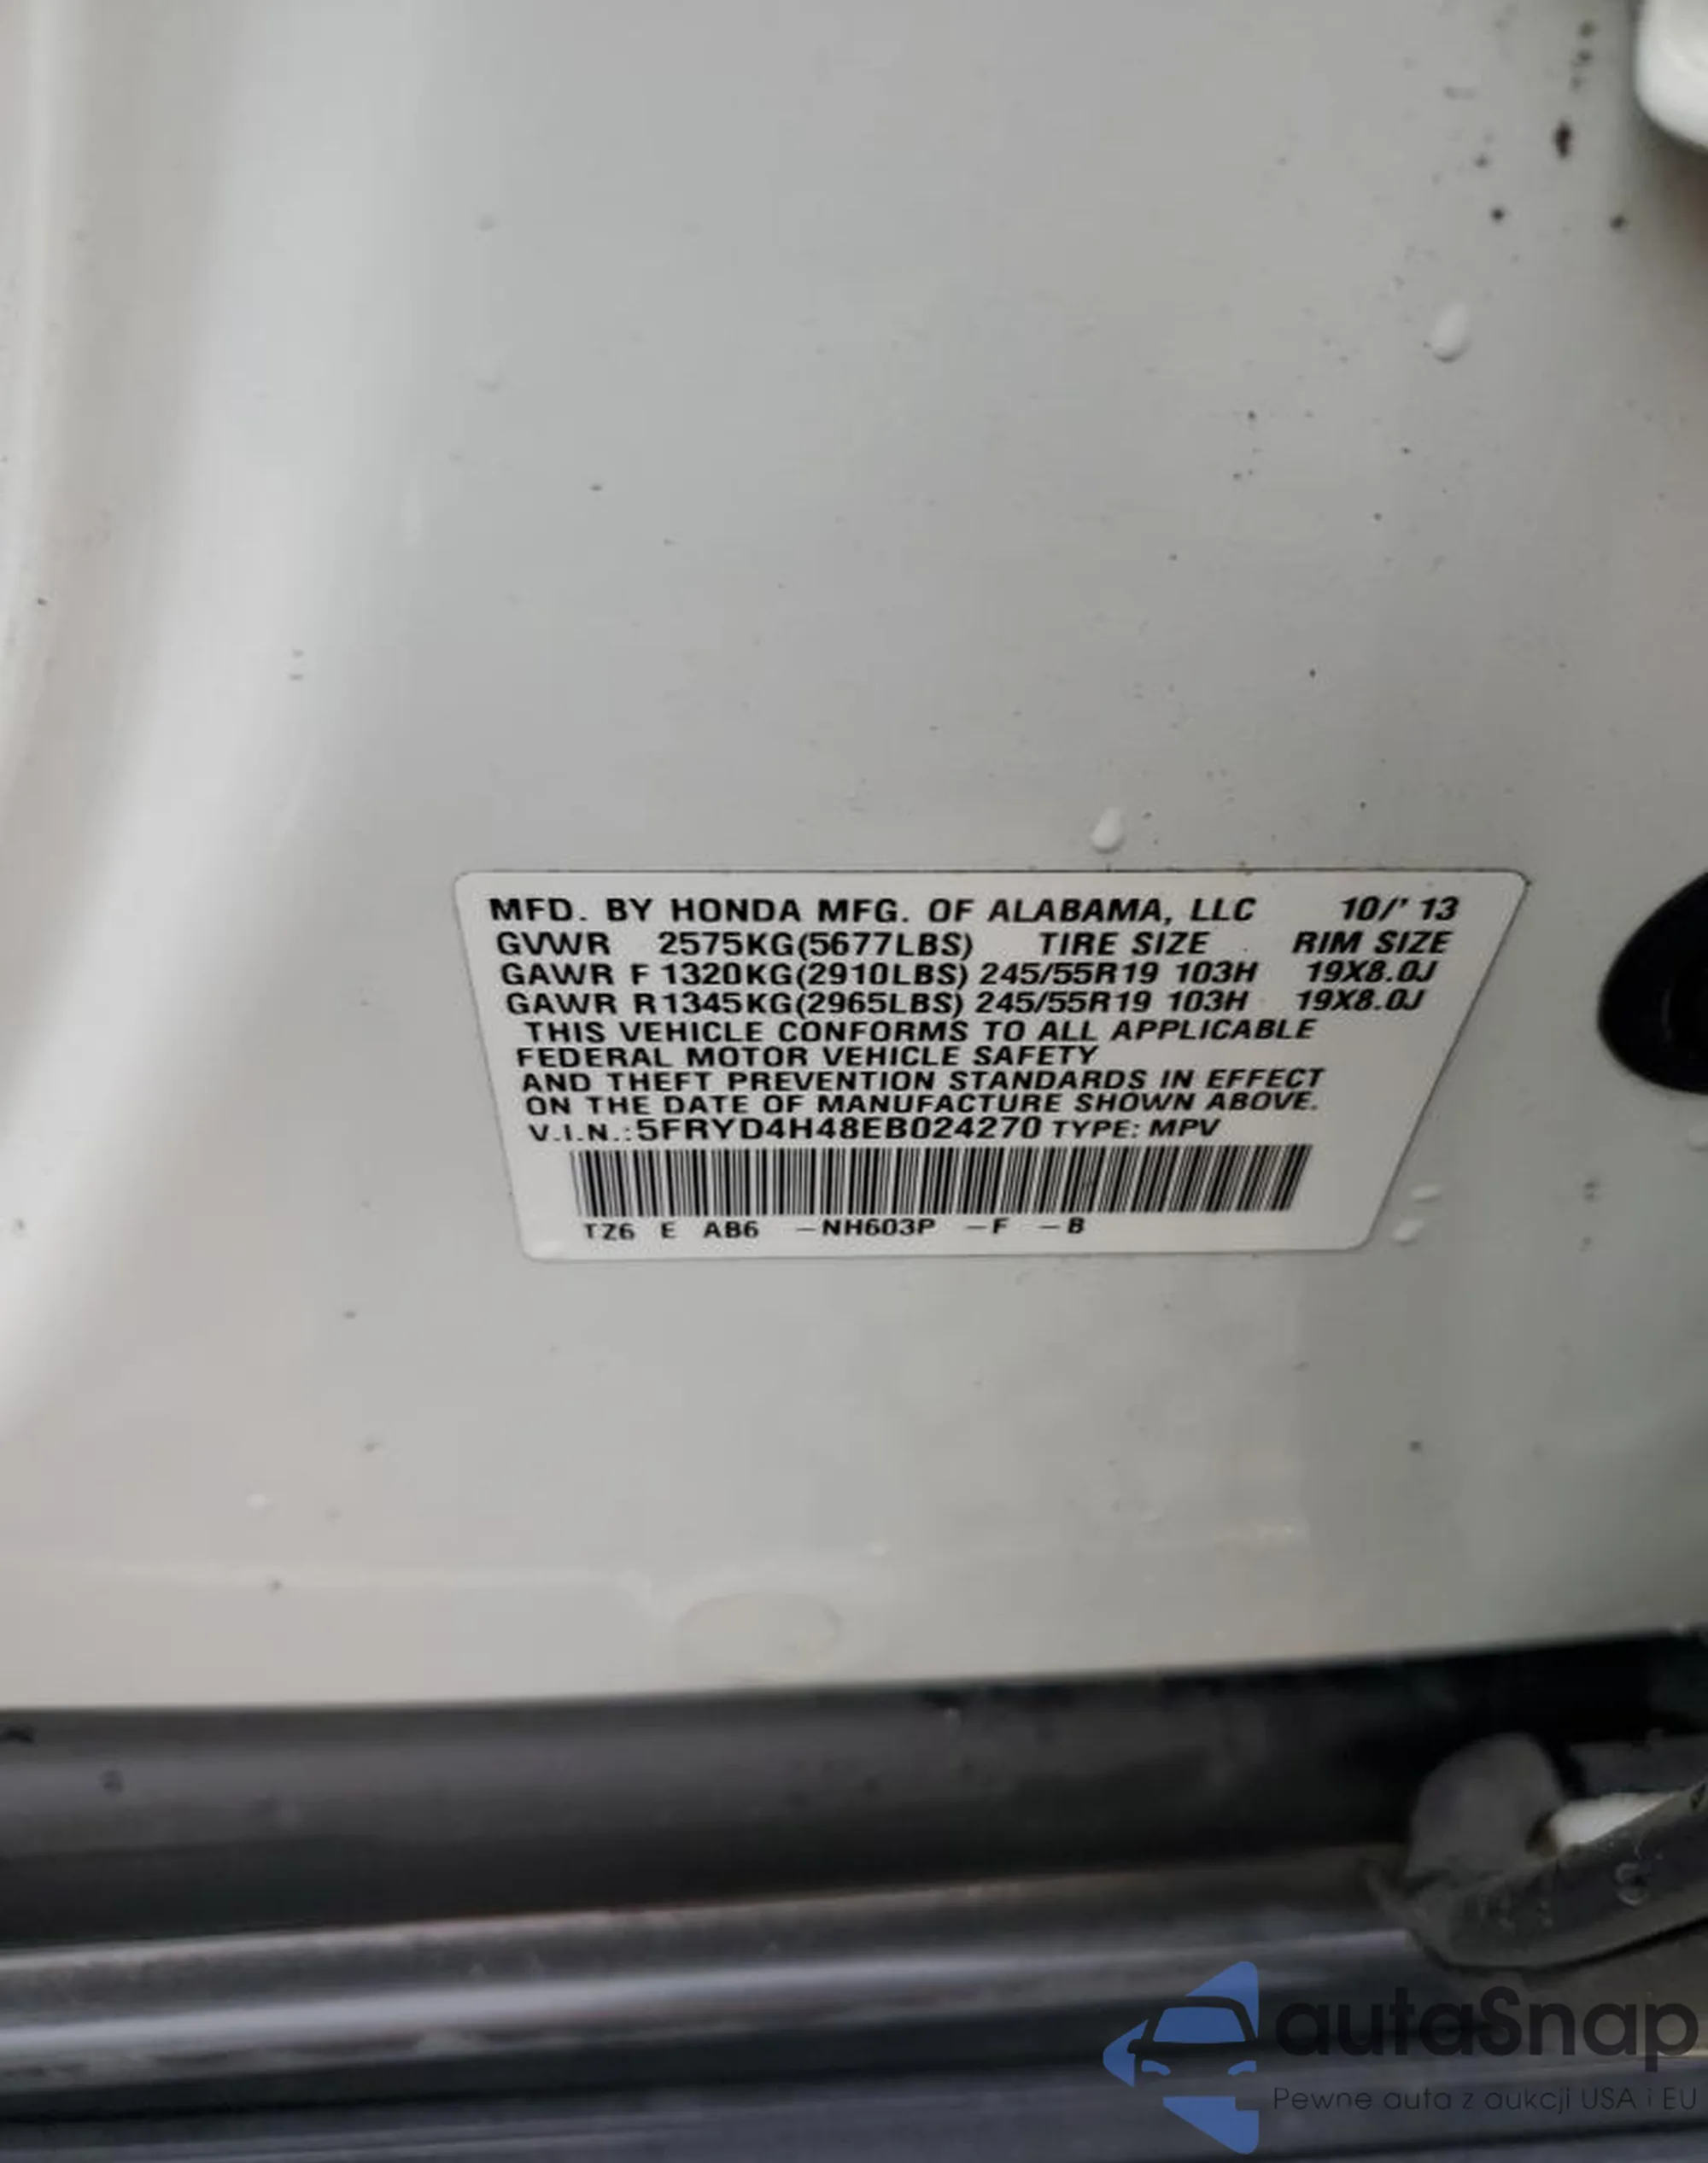 MFD. BY HONDA MFG. OF ALABAMA, LLC 10/' 13
GVWR 2575KG(5677LBS) TIRE SIZE RIM SIZE
GAWR F 1320KG(2910LBS) 245/55R19 103H 19X8.0J
GAWR R 1345KG(2965LBS) 245/55R19 103H 19X8.0J
THIS VEHICLE CONFORMS TO ALL APPLICABLE
FEDERAL MOTOR VEHICLE SAFETY
AND THEFT PREVENTION STANDARDS IN EFFECT
ON THE DATE OF MANUFACTURE SHOWN ABOVE.
V.I.N.:5FRYD4H48EB024270 TYPE: MPV
TZ6 E AB6 -NH603P -F -B
autaSnap
Pewne auta z aukcji USA i EU